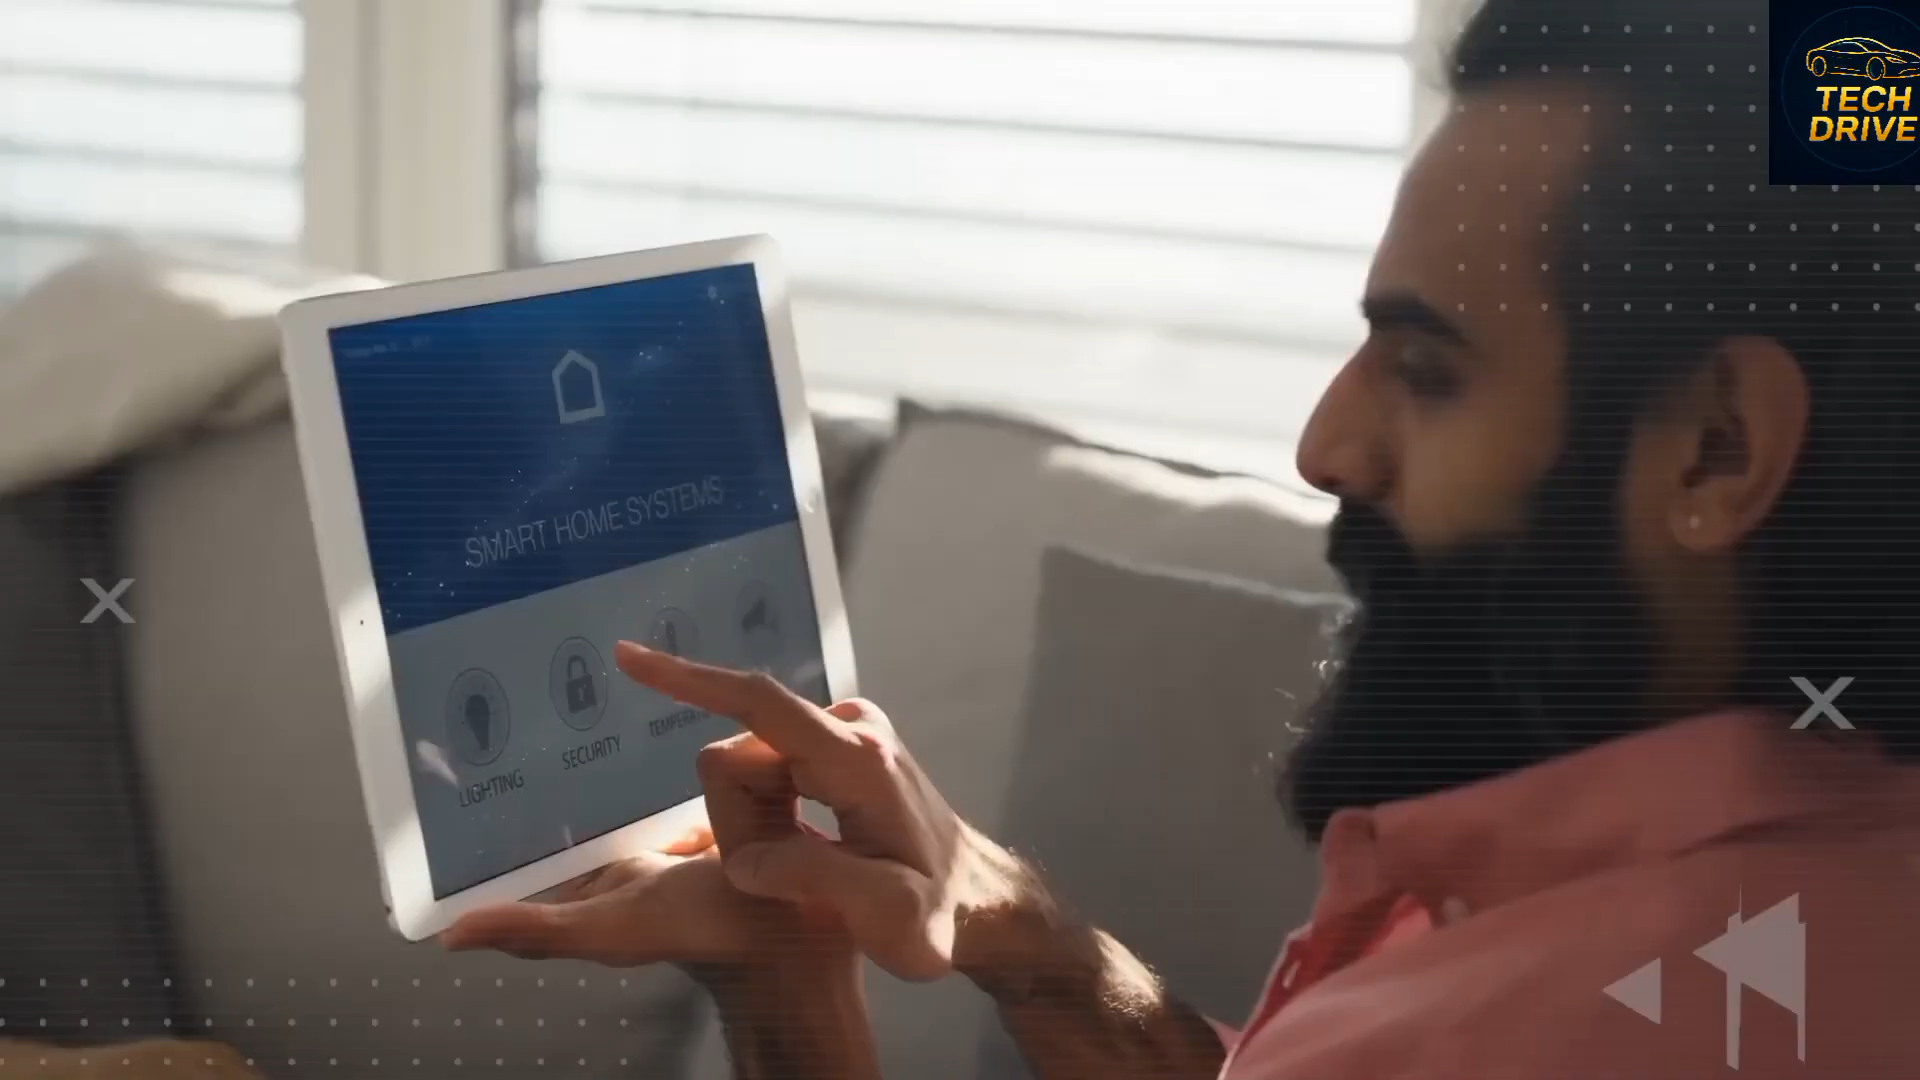 TECH
DRIVE
SMART HOME SYSTEMS
LIGHTING
SECURITY